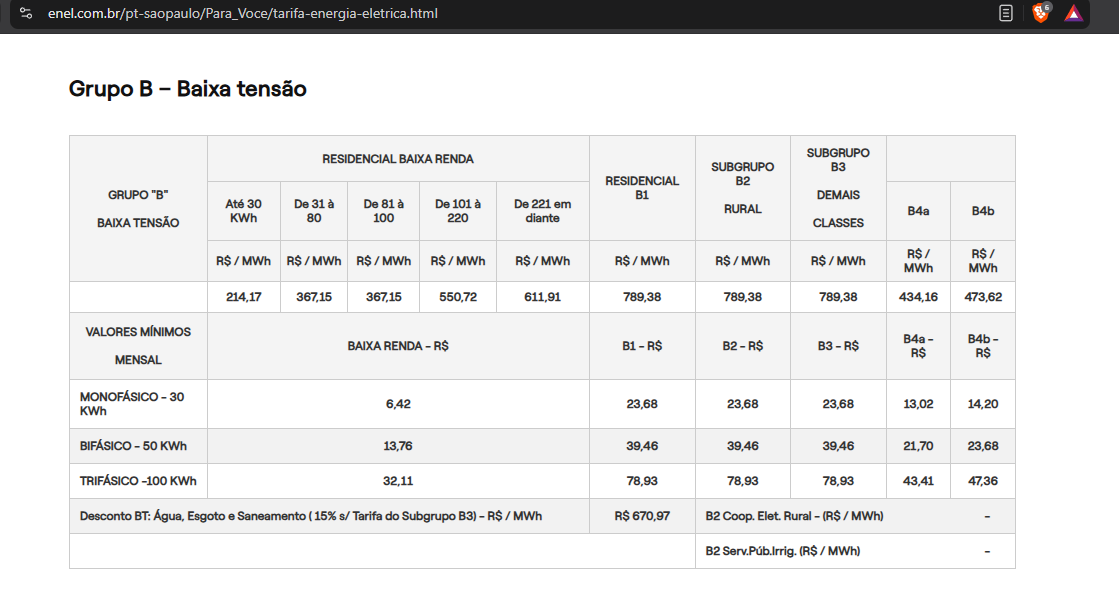 enel.com.br/pt-saopaulo/Para_Voce/tarifa-energia-eletrica.html
6
Grupo B – Baixa tensão
GRUPO "B"
BAIXA TENSÃO
RESIDENCIAL BAIXA RENDA
RESIDENCIAL
B1
SUBGRUPO
B2
RURAL
SUBGRUPO
B3
DEMAIS
CLASSES
Até 30
KWh
De 31 à
80
De 81 à
100
De 101 à
220
De 221 em
diante
B4a
B4b
R$ / MWh
R$ / MWh
R$ / MWh
R$ / MWh
R$ / MWh
R$ / MWh
R$ / MWh
R$ / MWh
R$ /
MWh
R$ /
MWh
214,17
367,15
367,15
550,72
611,91
789,38
789,38
789,38
434,16
473,62
VALORES MÍNIMOS
MENSAL
BAIXA RENDA – R$
B1 – R$
B2 – R$
B3 – R$
B4a –
R$
B4b –
R$
MONOFÁSICO - 30
KWh
6,42
23,68
23,68
23,68
13,02
14,20
BIFÁSICO - 50 KWh
13,76
39,46
39,46
39,46
21,70
23,68
TRIFÁSICO -100 KWh
32,11
78,93
78,93
78,93
43,41
47,36
Desconto BT: Água, Esgoto e Saneamento ( 15% s/ Tarifa do Subgrupo B3) – R$ / MWh
R$ 670,97
B2 Coop. Elet. Rural – (R$ / MWh)
-
B2 Serv.Púb.Irrig. (R$ / MWh)
-